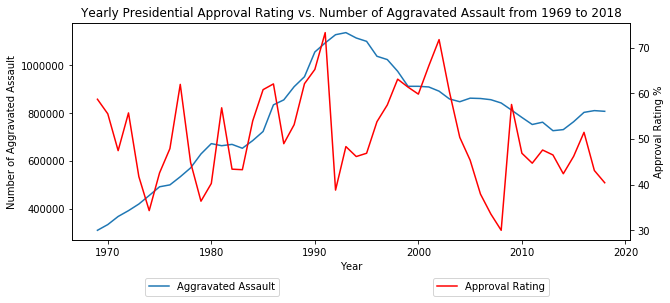 Yearly Presidential Approval Rating vs. Number of Aggravated Assault from 1969 to 2018
Number of Aggravated Assault
1000000
800000
600000
400000
70
60
50
40
30
Approval Rating %
1970 1980 1990 2000 2010 2020
Year
Aggravated Assault Approval Rating